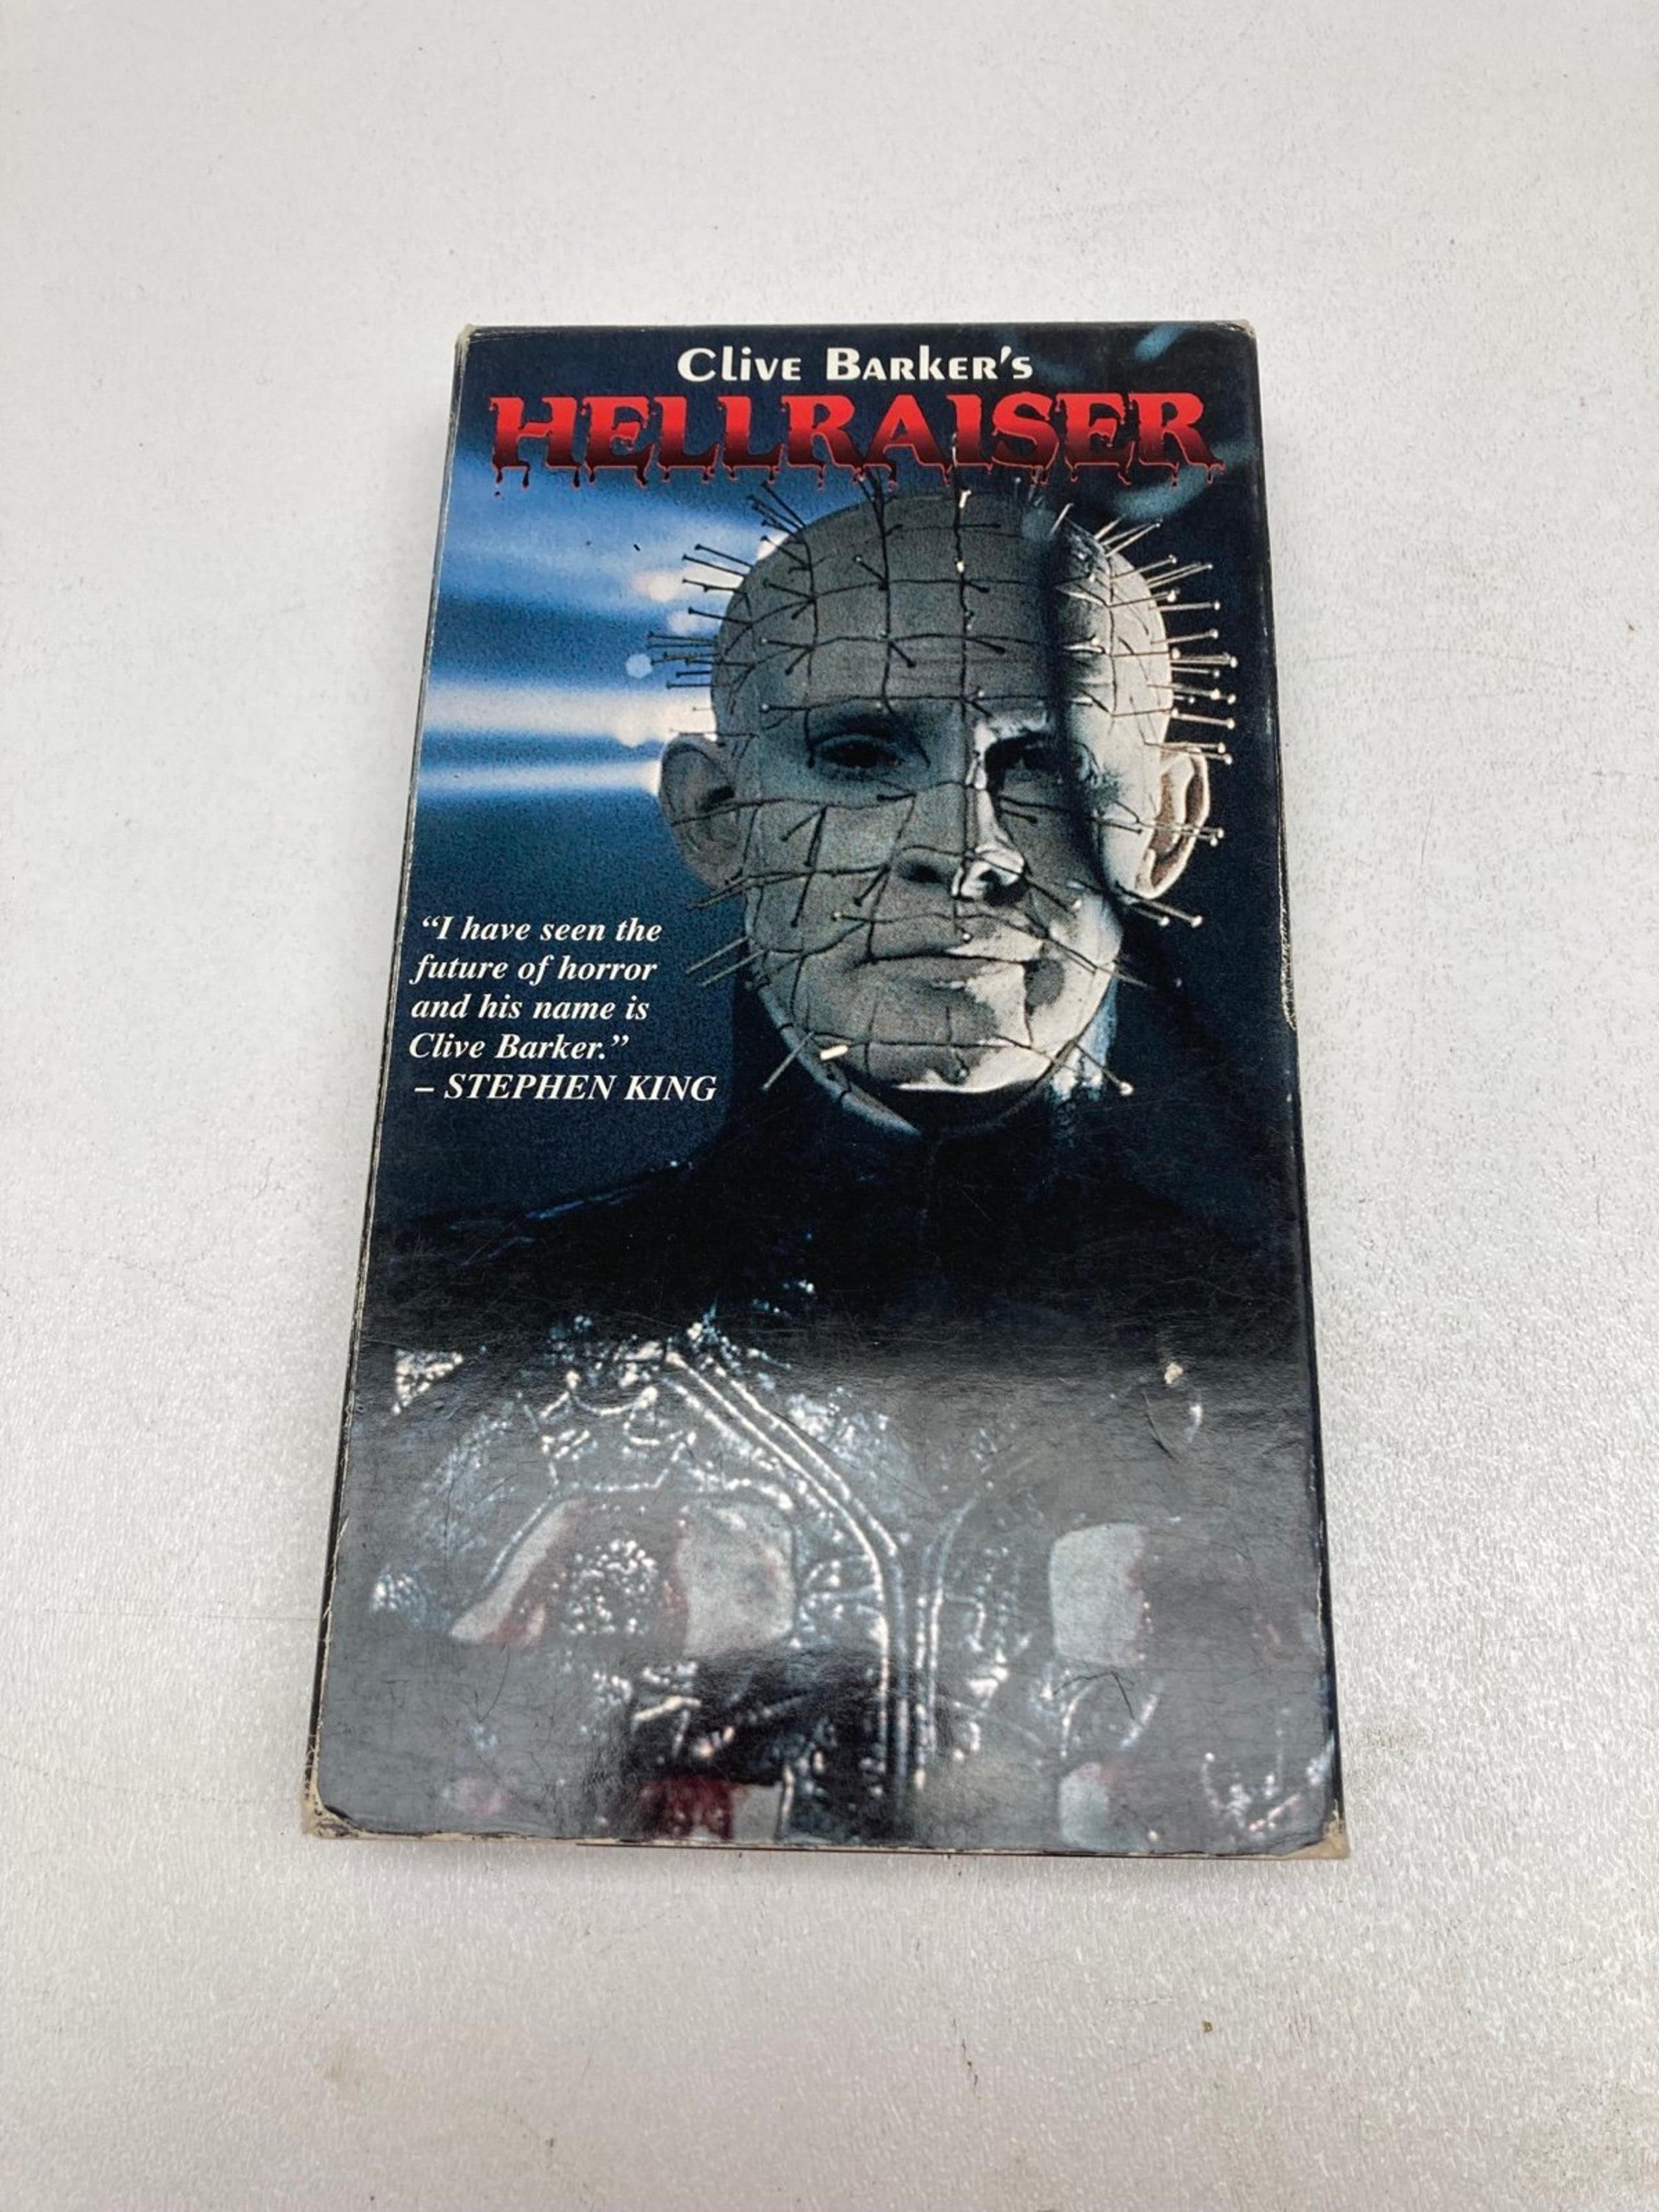 Clive Barker's
HELLRAISER
“I have seen the
future of horror
and his name is
Clive Barker.”
– STEPHEN KING